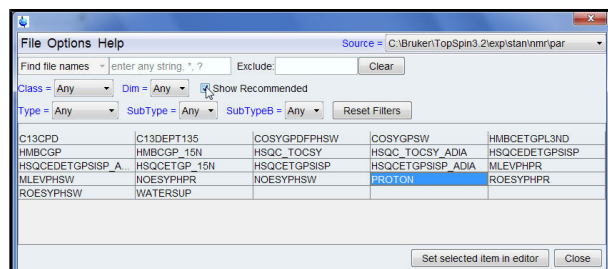 File Options Help Source = C:\Bruker\TopSpin3.2\exp\stan\nmr\par
Find file names enter any string, *, ? Exclude: Clear
Class = Any Dim = Any Show Recommended
Type = Any SubType = Any SubTypeB = Any Reset Filters
C13CPD C13DEPT135 COSYGPDFPHSW COSYGPSW HMBCETGPL3ND
HMBCGP HMBCGP_15N HSQC_TOCSY HSQC_TOCSY_ADIA HSQCEDETGPSISP
HSQCEDETGPSISP_A... HSQCETGP_15N HSQCETGPSISP HSQCETGPSISP_ADIA MLEVPHPR
MLEVPHSW NOESYPHPR NOESYPHSW PROTON ROESYPHPR
ROESYPHSW WATERSUP
Set selected item in editor Close